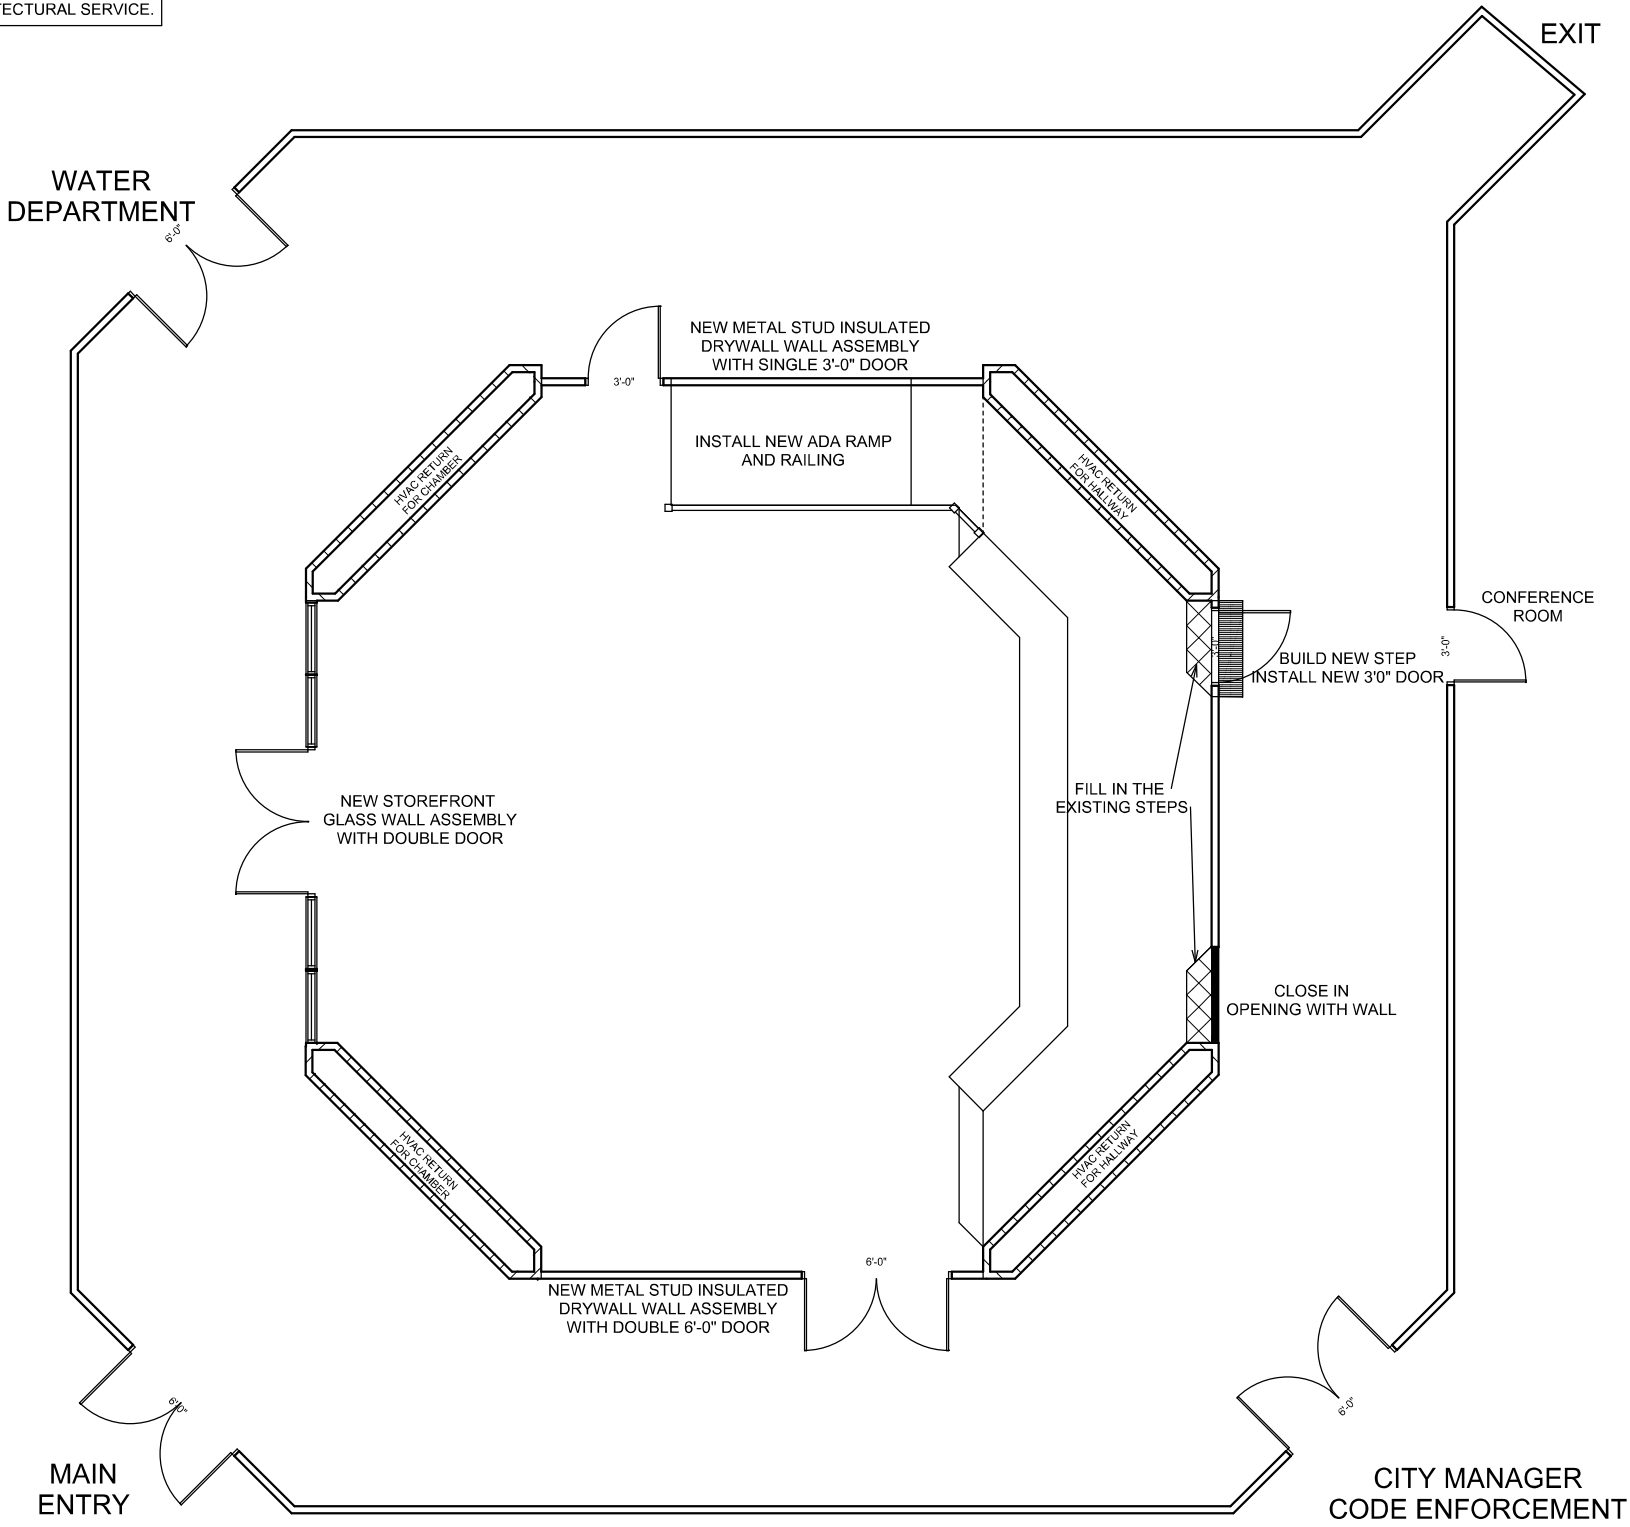 TECTURAL SERVICE.
EXIT
WATER
DEPARTMENT
6'-0"
NEW METAL STUD INSULATED
DRYWALL WALL ASSEMBLY
WITH SINGLE 3'-0" DOOR
3'-0"
INSTALL NEW ADA RAMP
AND RAILING
HVAC RETURN
FOR CHAMBER
HVAC RETURN
FOR HALLWAY
CONFERENCE
ROOM
3'-0"
3'-0"
BUILD NEW STEP
INSTALL NEW 3'0" DOOR
FILL IN THE
EXISTING STEPS
NEW STOREFRONT
GLASS WALL ASSEMBLY
WITH DOUBLE DOOR
CLOSE IN
OPENING WITH WALL
HVAC RETURN
FOR CHAMBER
HVAC RETURN
FOR HALLWAY
6'-0"
NEW METAL STUD INSULATED
DRYWALL WALL ASSEMBLY
WITH DOUBLE 6'-0" DOOR
6'-0"
6'-0"
MAIN
ENTRY
CITY MANAGER
CODE ENFORCEMENT